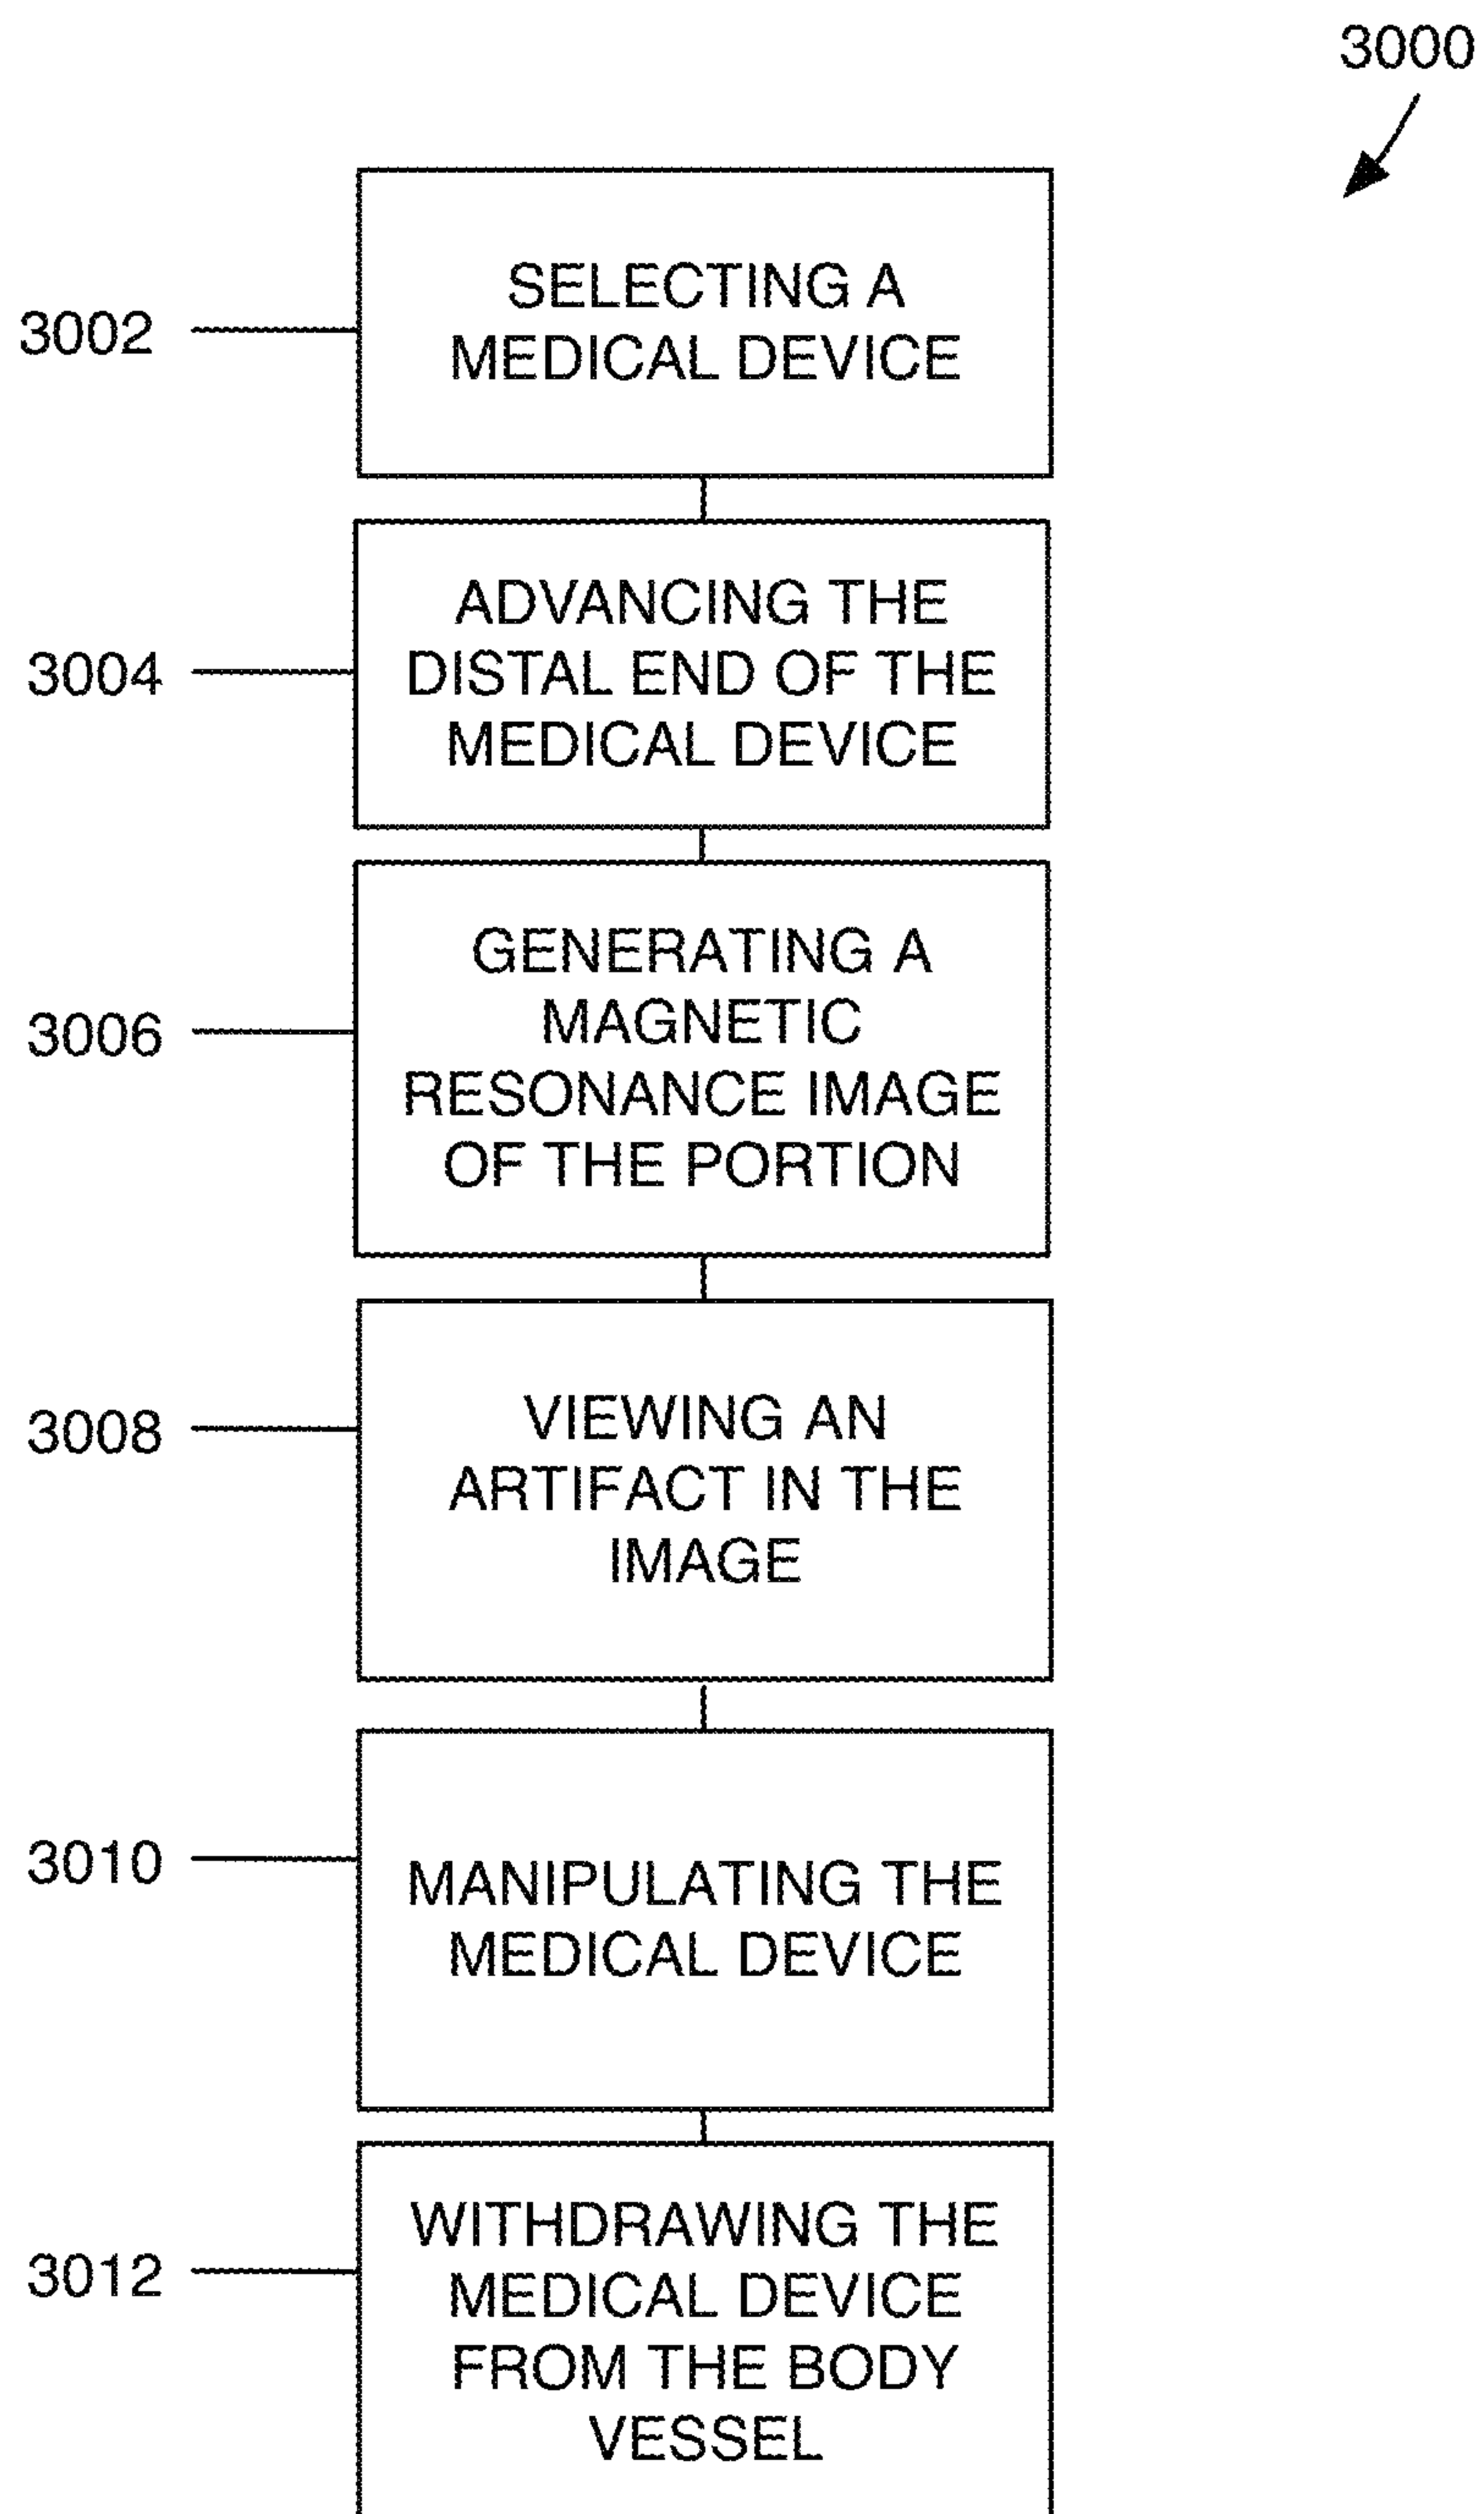 3000
3002
SELECTING A
MEDICAL DEVICE
3004
ADVANCING THE
DISTAL END OF THE
MEDICAL DEVICE
3006
GENERATING A
MAGNETIC
RESONANCE IMAGE
OF THE PORTION
3008
VIEWING AN
ARTIFACT IN THE
IMAGE
3010
MANIPULATING THE
MEDICAL DEVICE
3012
WITHDRAWING THE
MEDICAL DEVICE
FROM THE BODY
VESSEL